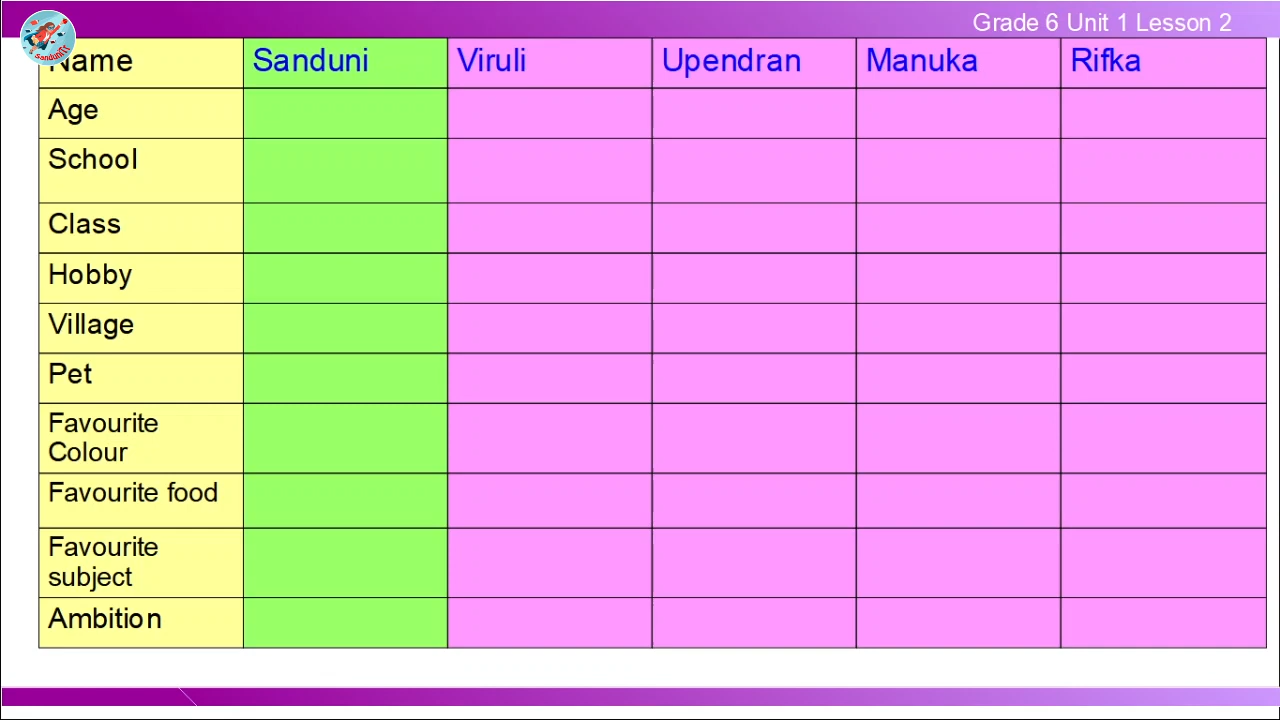 Grade 6 Unit 1 Lesson 2
Name Sanduni Viruli Upendran Manuka Rifka
Age
School
Class
Hobby
Village
Pet
Favourite
Colour
Favourite food
Favourite
subject
Ambition